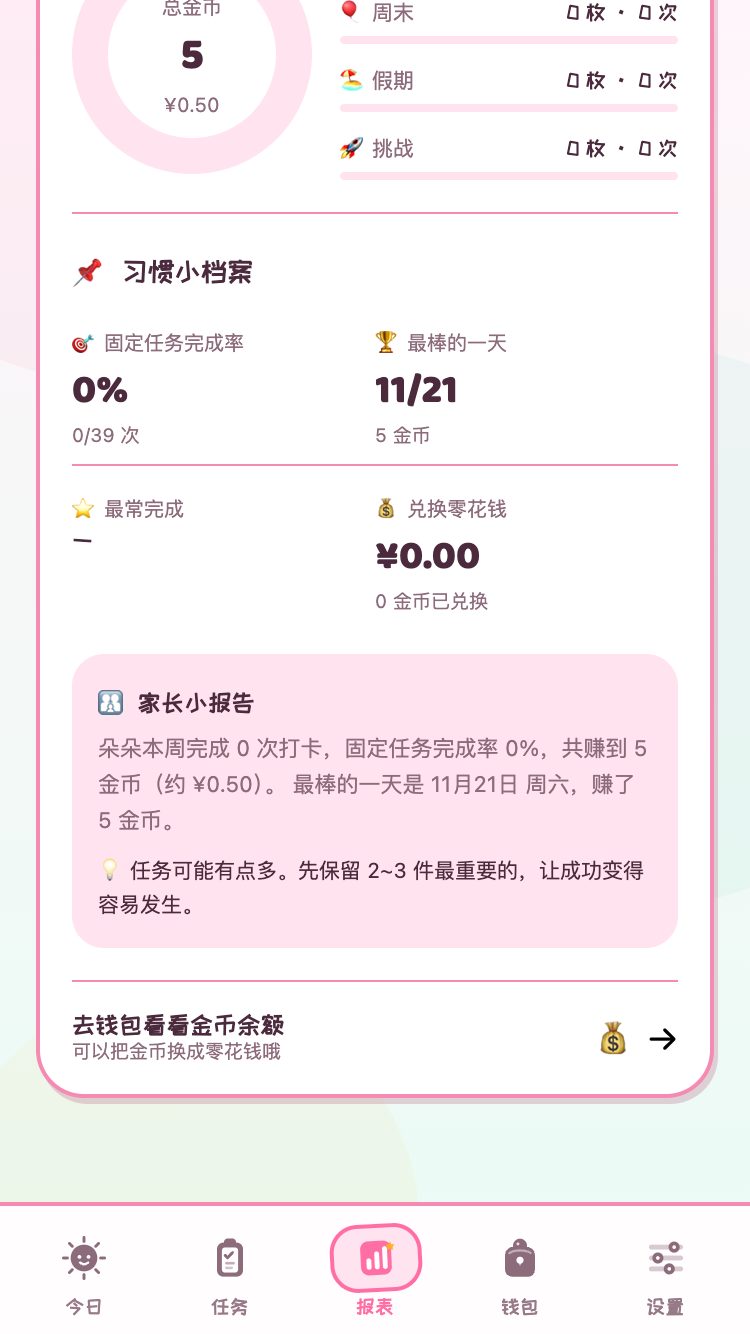 总金币
5
¥0.50
周末
0 枚 · 0 次
假期
0 枚 · 0 次
挑战
0 枚 · 0 次
习惯小档案
固定任务完成率
0%
0/39 次
最棒的一天
11/21
5 金币
最常完成
—
兑换零花钱
¥0.00
0 金币已兑换
家长小报告
朵朵本周完成 0 次打卡，固定任务完成率 0%，共赚到 5
金币（约 ¥0.50）。 最棒的一天是 11月21日 周六，赚了
5 金币。
任务可能有点多。先保留 2~3 件最重要的，让成功变得
容易发生。
去钱包看看金币余额
可以把金币换成零花钱哦
今日
任务
报表
钱包
设置